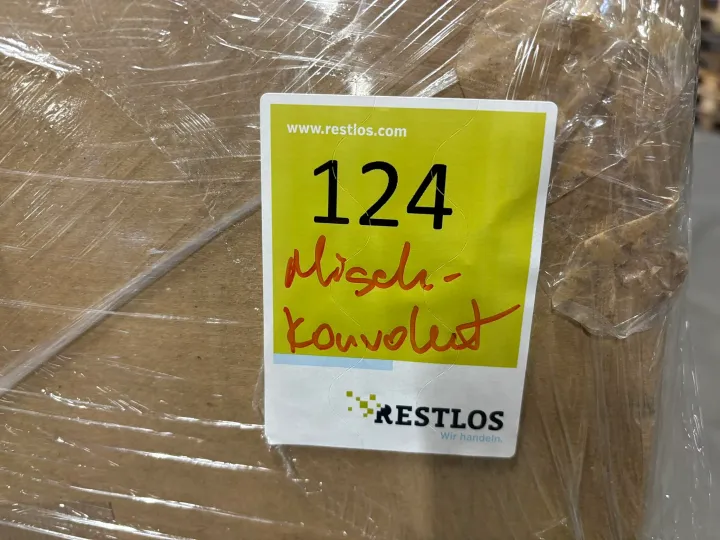 www.restlos.com
124
Misch-
Konvolut
RESTLOS
Wir handeln.